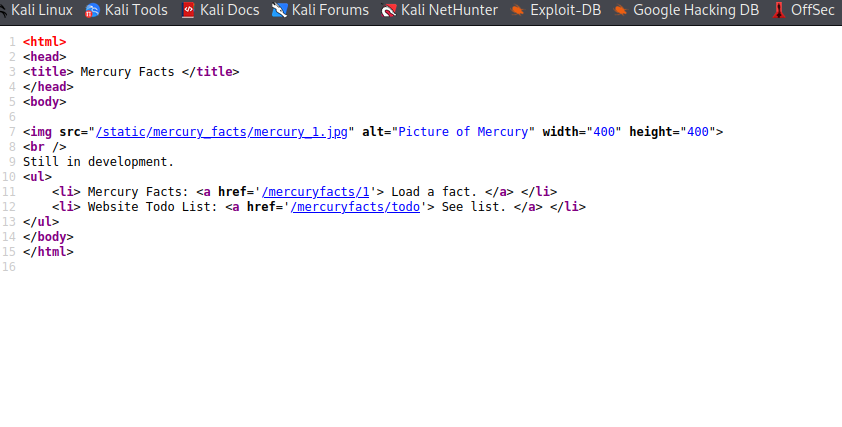 Kali Linux Kali Tools Kali Docs Kali Forums Kali NetHunter Exploit-DB Google Hacking DB OffSec
1 <html>
2 <head>
3 <title> Mercury Facts </title>
4 </head>
5 <body>
6
7 <img src="/static/mercury_facts/mercury_1.jpg" alt="Picture of Mercury" width="400" height="400">
8 <br />
9 Still in development.
10 <ul>
11     <li> Mercury Facts: <a href='/mercuryfacts/1'> Load a fact. </a> </li>
12     <li> Website Todo List: <a href='/mercuryfacts/todo'> See list. </a> </li>
13 </ul>
14 </body>
15 </html>
16